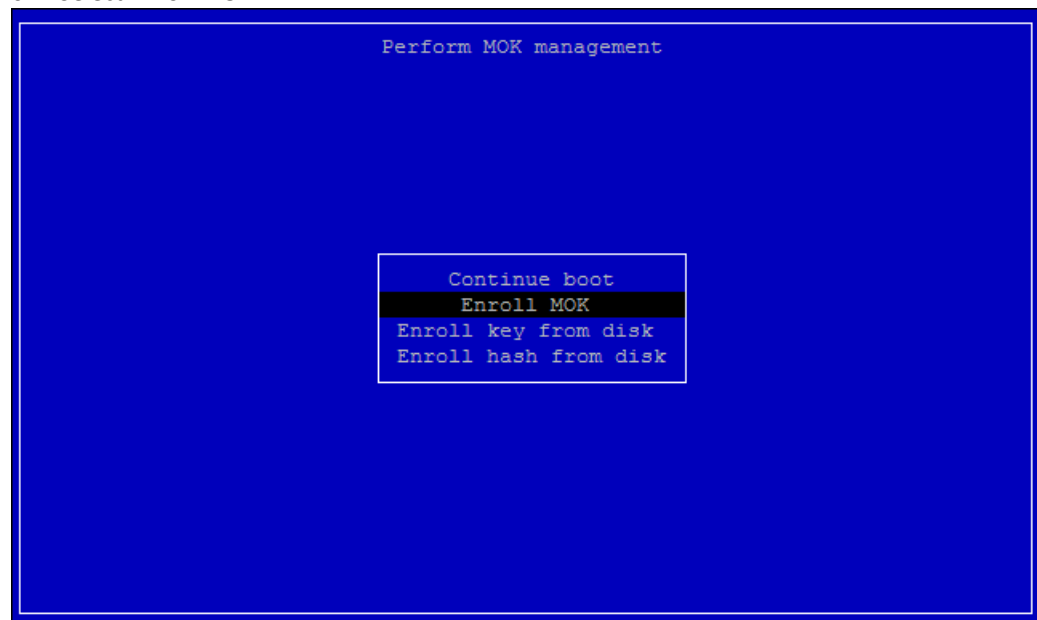 Perform MOK management
Continue boot
Enroll MOK
Enroll key from disk
Enroll hash from disk